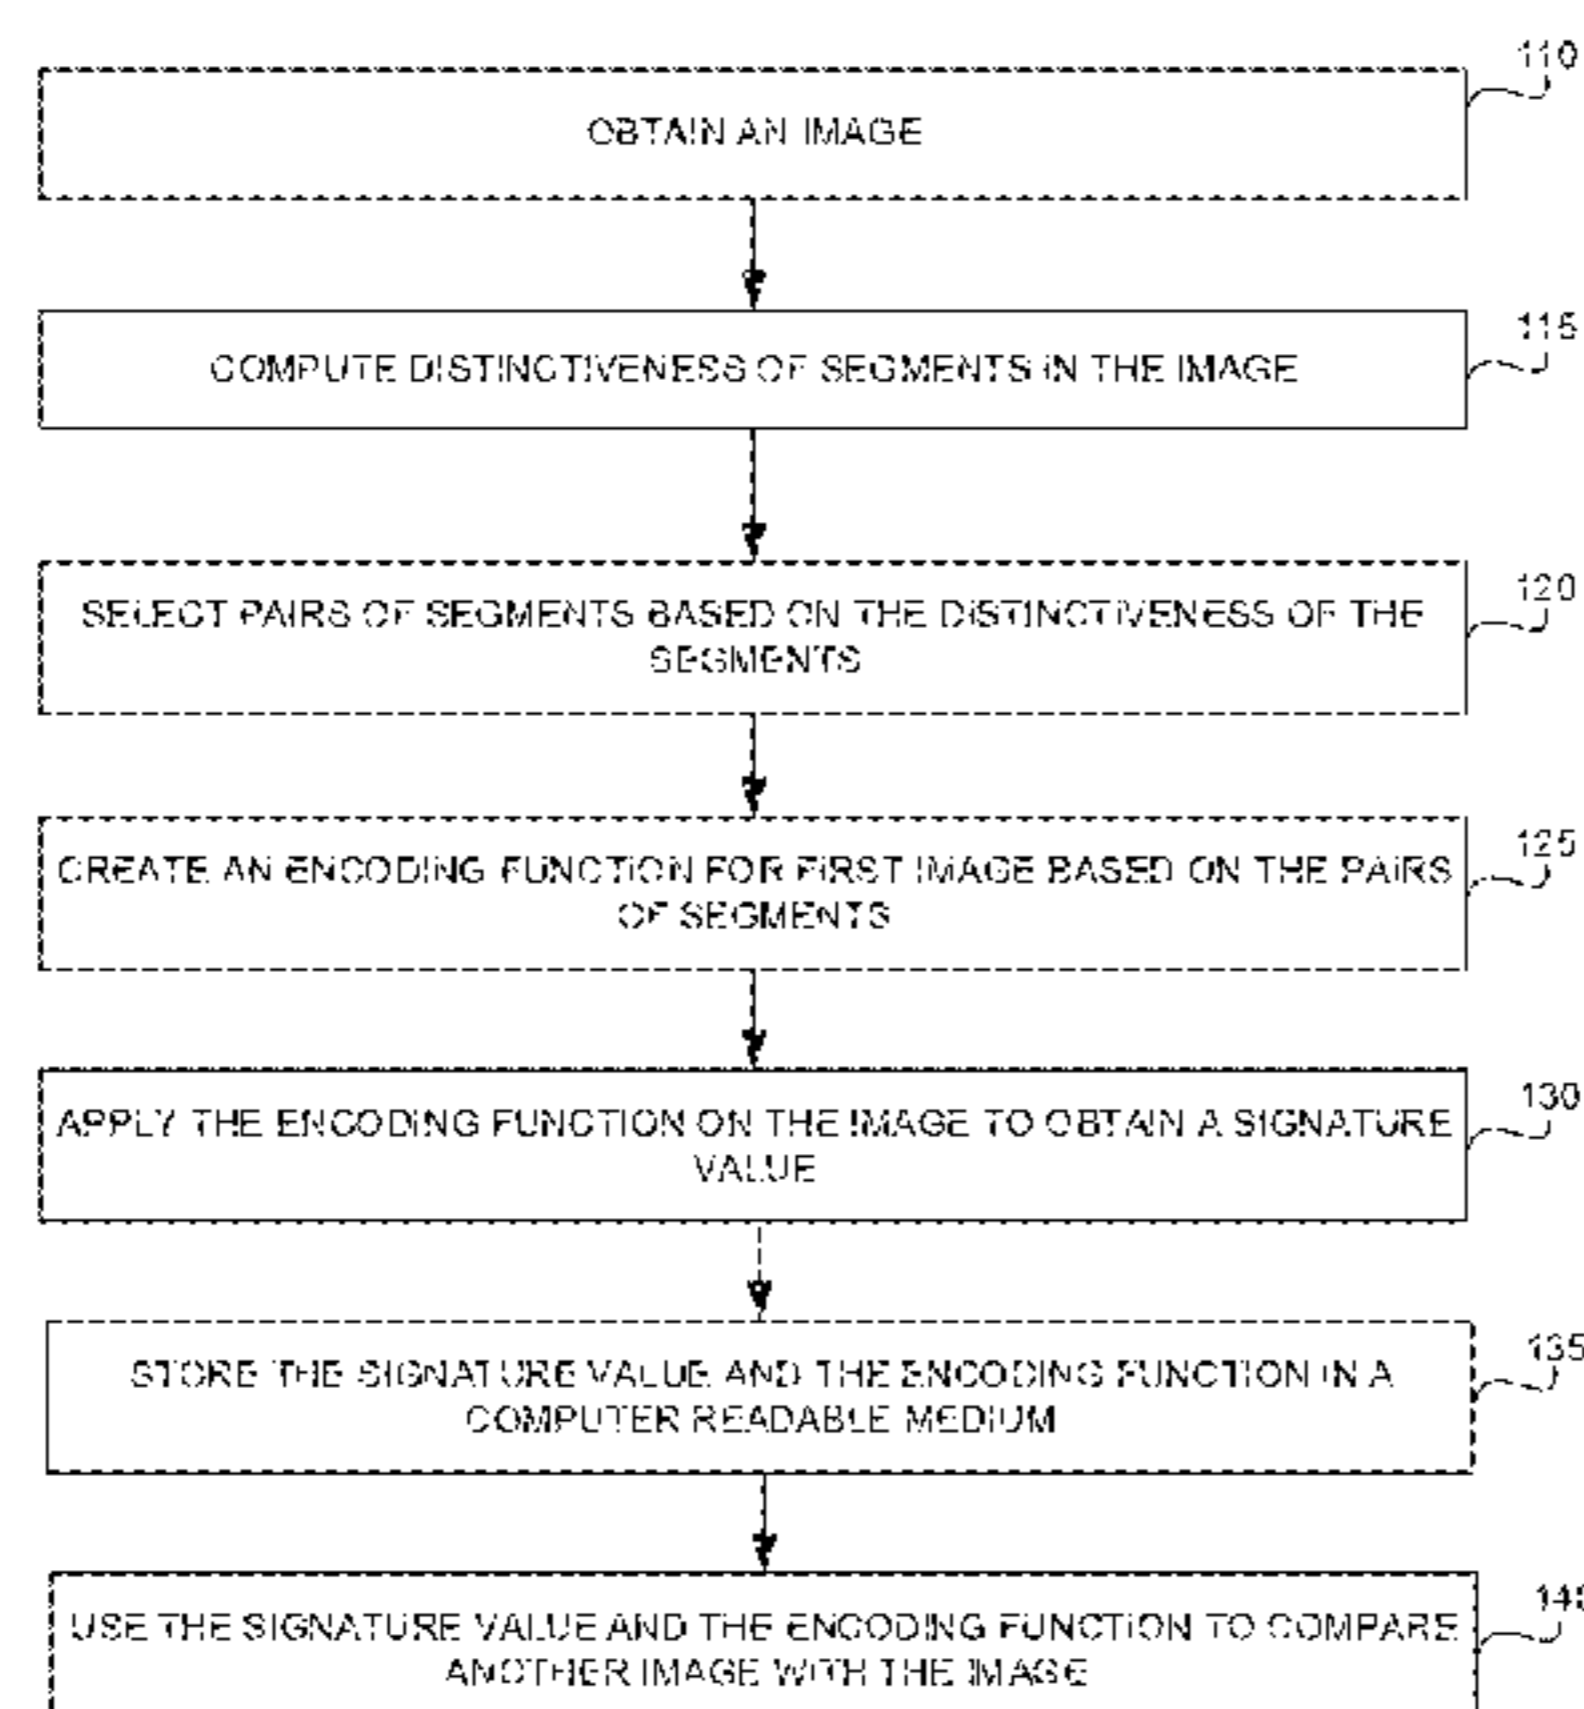 110
OBTAIN AN IMAGE
115
COMPUTE DISTINCTIVENESS OF SEGMENTS IN THE IMAGE
120
SELECT PAIRS OF SEGMENTS BASED ON THE DISTINCTIVENESS OF THE
SEGMENTS
125
CREATE AN ENCODING FUNCTION FOR FIRST IMAGE BASED ON THE PAIRS
OF SEGMENTS
130
APPLY THE ENCODING FUNCTION ON THE IMAGE TO OBTAIN A SIGNATURE
VALUE
135
STORE THE SIGNATURE VALUE AND THE ENCODING FUNCTION IN A
COMPUTER READABLE MEDIUM
140
USE THE SIGNATURE VALUE AND THE ENCODING FUNCTION TO COMPARE
ANOTHER IMAGE WITH THE IMAGE